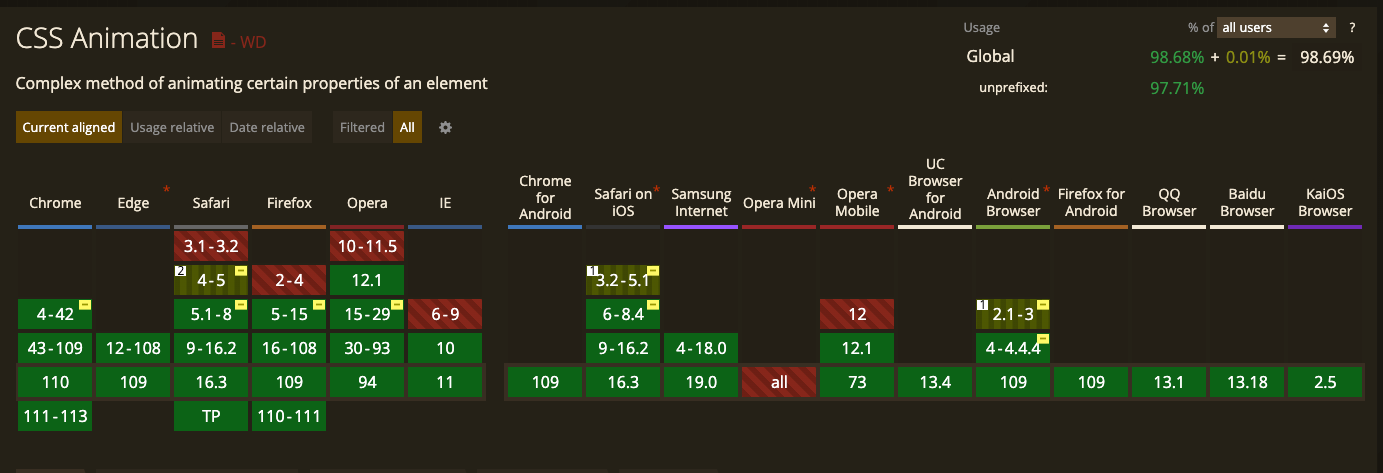 CSS Animation - WD
Usage % of all users ?
Global 98.68% + 0.01% = 98.69%
unprefixed: 97.71%
Complex method of animating certain properties of an element
Current aligned Usage relative Date relative Filtered All
Chrome Edge * Safari Firefox Opera IE Chrome for Android Safari on iOS * Samsung Internet Opera Mini * Opera Mobile * UC Browser for Android Android Browser * Firefox for Android QQ Browser Baidu Browser KaiOS Browser
3.1-3.2 10-11.5
2 4-5 2-4 12.1 1 3.2-5.1
4-42 5.1-8 5-15 15-29 6-9 6-8.4 12 1 2.1-3
43-109 12-108 9-16.2 16-108 30-93 10 9-16.2 4-18.0 12.1 4-4.4.4
110 109 16.3 109 94 11 109 16.3 19.0 all 73 13.4 109 109 13.1 13.18 2.5
111-113 TP 110-111